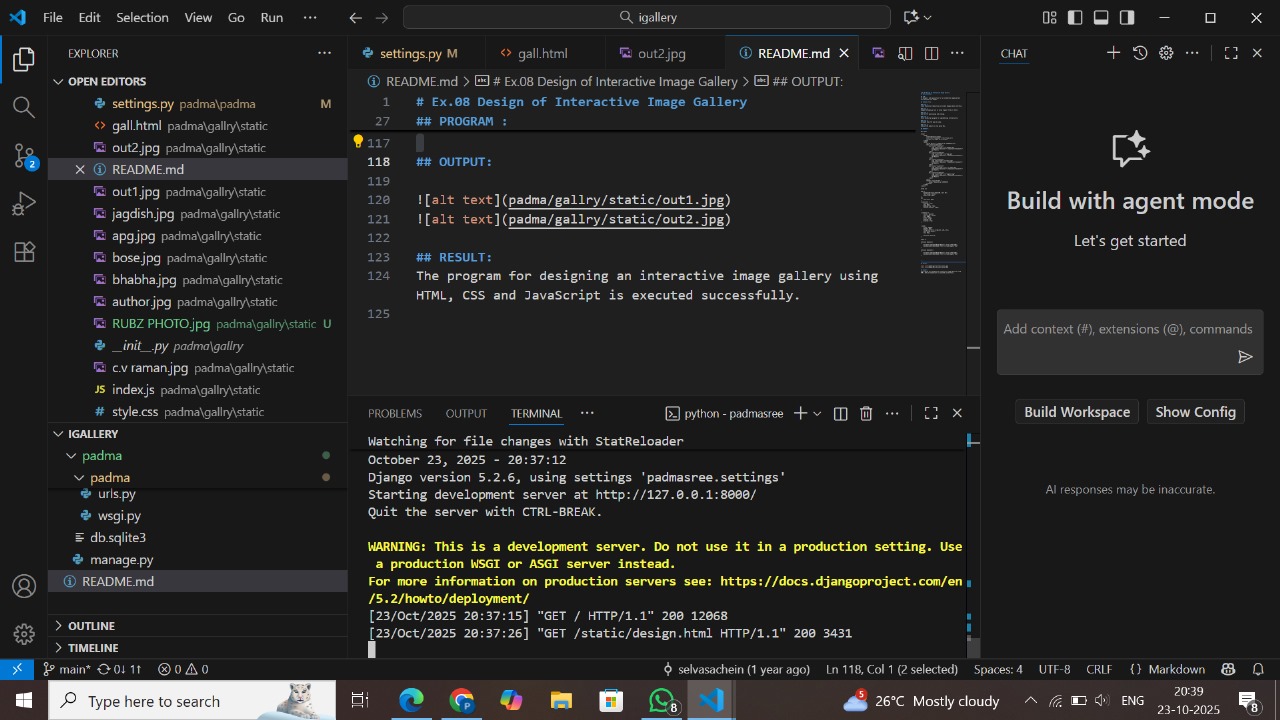 File Edit Selection View Go Run ··· igallery
EXPLORER ···
OPEN EDITORS
settings.py padma\padma... M
gall.html padma\gallry\static
out2.jpg padma\gallry\static
README.md
out1.jpg padma\gallry\static
jagdish.jpg padma\gallry\static
apg.jpg padma\gallry\static
bose.jpg padma\gallry\static
bhabha.jpg padma\gallry\static
author.jpg padma\gallry\static
RUBZ PHOTO.jpg padma\gallry\static U
__init__.py padma\gallry
c.v raman.jpg padma\gallry\static
JS index.js padma\gallry\static
# style.css padma\gallry\static
IGALLERY
padma
padma
urls.py
wsgi.py
db.sqlite3
manage.py
README.md
OUTLINE
TIMELINE
settings.py M gall.html out2.jpg README.md ···
README.md > # Ex.08 Design of Interactive Image Gallery > ## OUTPUT:
1 # Ex.08 Design of Interactive Image Gallery
27 ## PROGRAM :
117
118 ## OUTPUT:
119
120 ![alt text](padma/gallry/static/out1.jpg)
121 ![alt text](padma/gallry/static/out2.jpg)
122
123 ## RESULT:
124 The program for designing an interactive image gallery using
HTML, CSS and JavaScript is executed successfully.
125
PROBLEMS OUTPUT TERMINAL ··· python - padmasree ···
Watching for file changes with StatReloader
October 23, 2025 - 20:37:12
Django version 5.2.6, using settings 'padmasree.settings'
Starting development server at http://127.0.0.1:8000/
Quit the server with CTRL-BREAK.
WARNING: This is a development server. Do not use it in a production setting. Use
a production WSGI or ASGI server instead.
For more information on production servers see: https://docs.djangoproject.com/en
/5.2/howto/deployment/
[23/Oct/2025 20:37:15] "GET / HTTP/1.1" 200 12068
[23/Oct/2025 20:37:26] "GET /static/design.html HTTP/1.1" 200 3431
CHAT ···
Build with agent mode
Let's get started
Add context (#), extensions (@), commands
Build Workspace Show Config
AI responses may be inaccurate.
2
main* 0↓ 1↑ 0 0 selvasachein (1 year ago) Ln 118, Col 1 (2 selected) Spaces: 4 UTF-8 CRLF {} Markdown
Type here to search 8 5 26°C Mostly cloudy ENG 20:39
23-10-2025 8